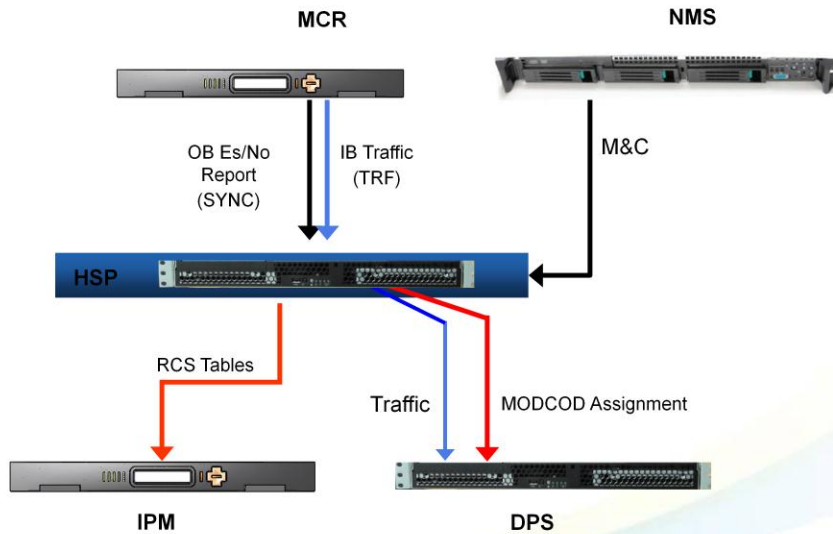 MCR
NMS
OB Es/No
Report
(SYNC)
IB Traffic
(TRF)
M&C
HSP
RCS Tables
Traffic
MODCOD Assignment
IPM
DPS